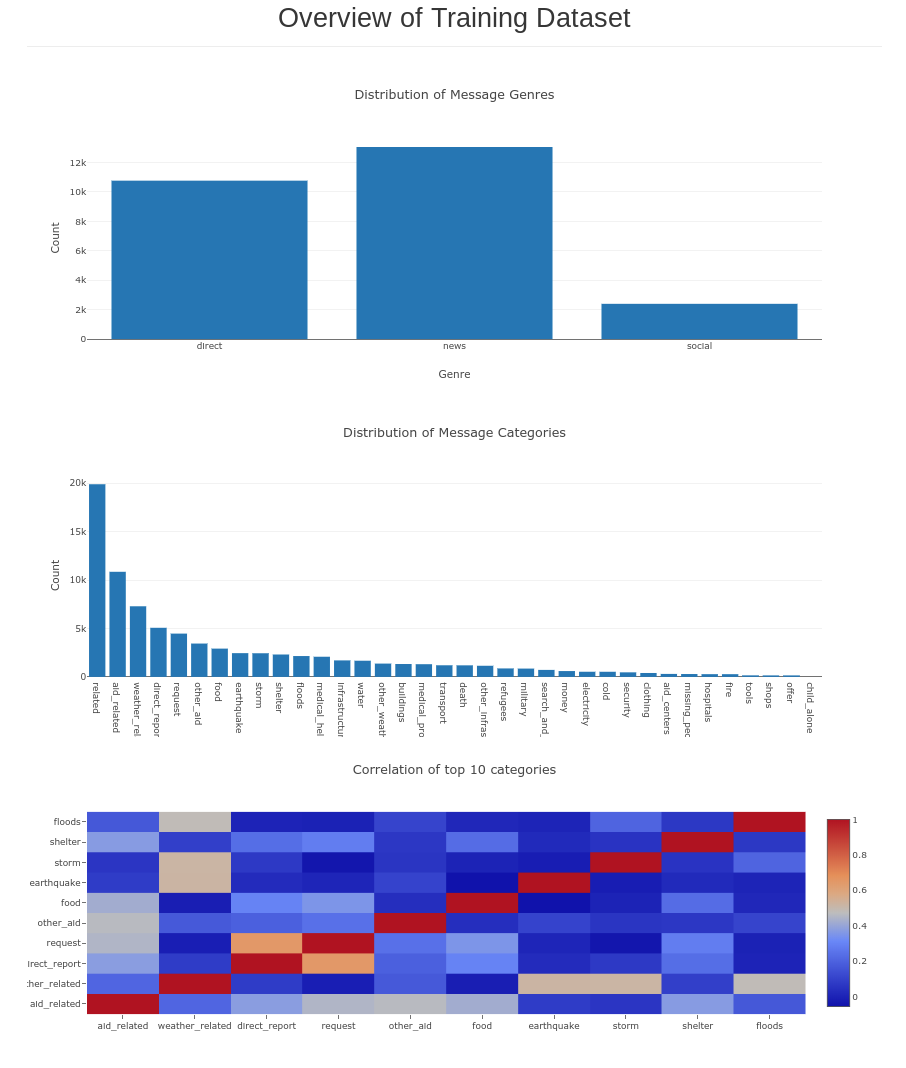 Overview of Training Dataset
Distribution of Message Genres
12k
10k
8k
6k
4k
2k
0
Count
direct news social
Genre
Distribution of Message Categories
20k
15k
10k
5k
0
Count
related aid_related weather_rel direct_repor request other_aid food earthquake storm shelter floods medical_hel infrastructur water other_weath buildings medical_pro transport death other_infras refugees military search_and_ money electricity cold security clothing aid_centers missing_peo hospitals fire tools shops offer child_alone
Correlation of top 10 categories
floods
shelter
storm
earthquake
food
other_aid
request
irect_report
ther_related
aid_related
aid_related weather_related direct_report request other_aid food earthquake storm shelter floods
1
0.8
0.6
0.4
0.2
0